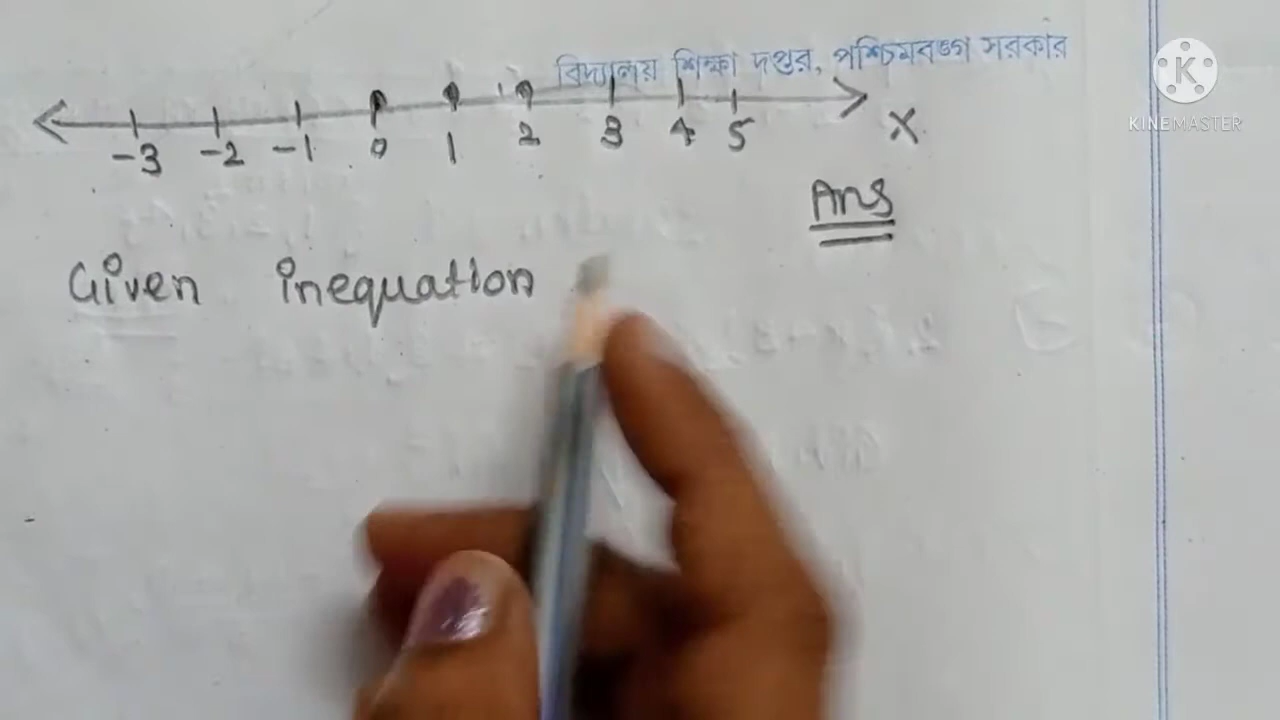 বিদ্যালয় শিক্ষা দপ্তর, পশ্চিমবঙ্গ সরকার
K
KINEMASTER
-3 -2 -1 0 1 2 3 4 5 X
Ans
Given inequation